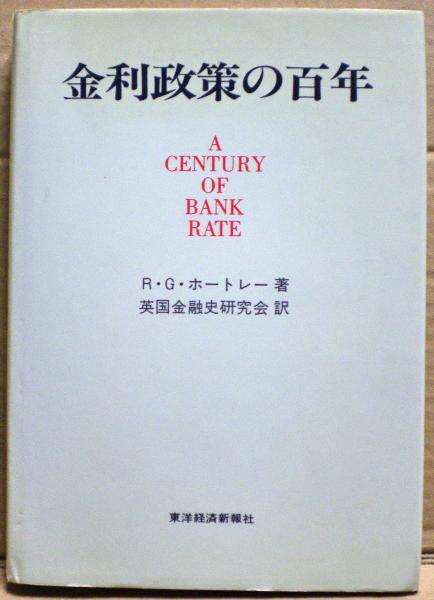 金利政策の百年
A
CENTURY
OF
BANK
RATE
R・G・ホートレー 著
英国金融史研究会 訳
東洋経済新報社